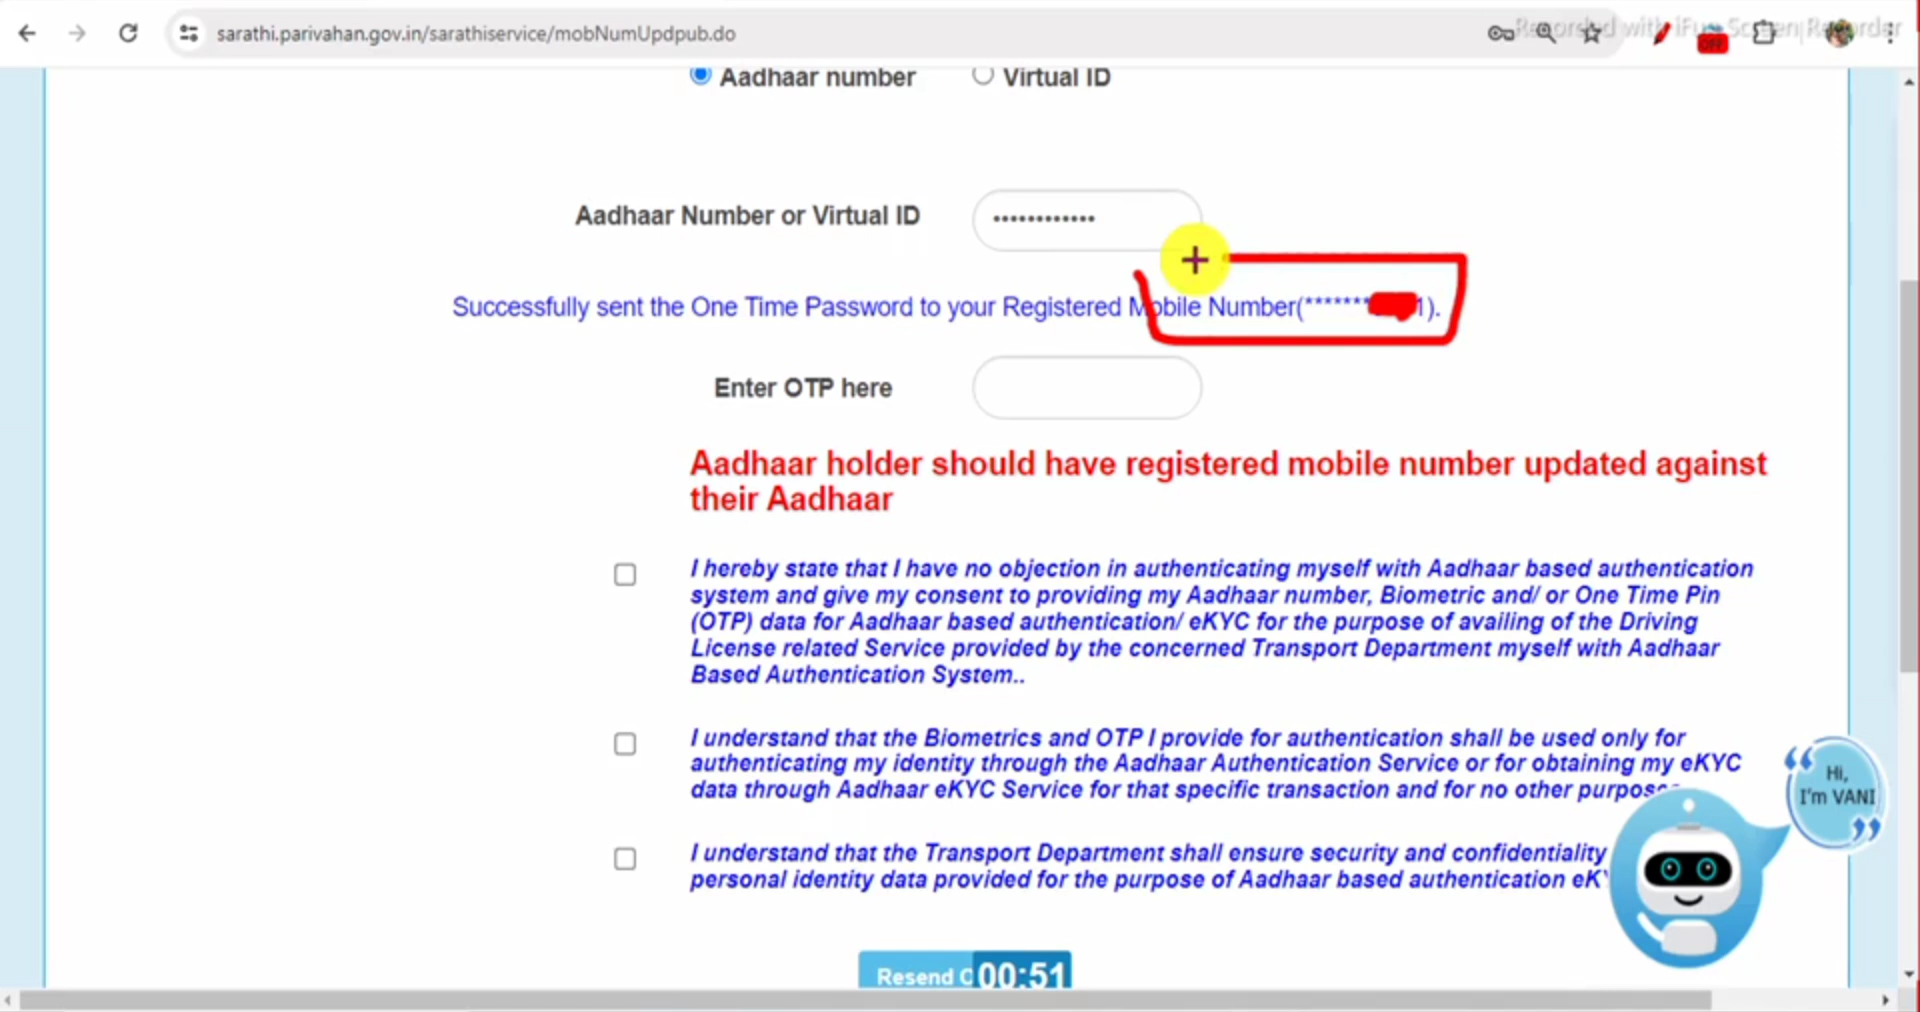 sarathi.parivahan.gov.in/sarathiservice/mobNumUpdpub.do
Recorded with iFun Screen Recorder
OFF
Aadhaar number Virtual ID
Aadhaar Number or Virtual ID ••••••••••••
Successfully sent the One Time Password to your Registered Mobile Number(******* 1).
Enter OTP here
Aadhaar holder should have registered mobile number updated against
their Aadhaar
I hereby state that I have no objection in authenticating myself with Aadhaar based authentication
system and give my consent to providing my Aadhaar number, Biometric and/ or One Time Pin
(OTP) data for Aadhaar based authentication/ eKYC for the purpose of availing of the Driving
License related Service provided by the concerned Transport Department myself with Aadhaar
Based Authentication System..
I understand that the Biometrics and OTP I provide for authentication shall be used only for
authenticating my identity through the Aadhaar Authentication Service or for obtaining my eKYC
data through Aadhaar eKYC Service for that specific transaction and for no other purpose
Hi,
I'm VANI
I understand that the Transport Department shall ensure security and confidentiality
personal identity data provided for the purpose of Aadhaar based authentication
Resend 00:51